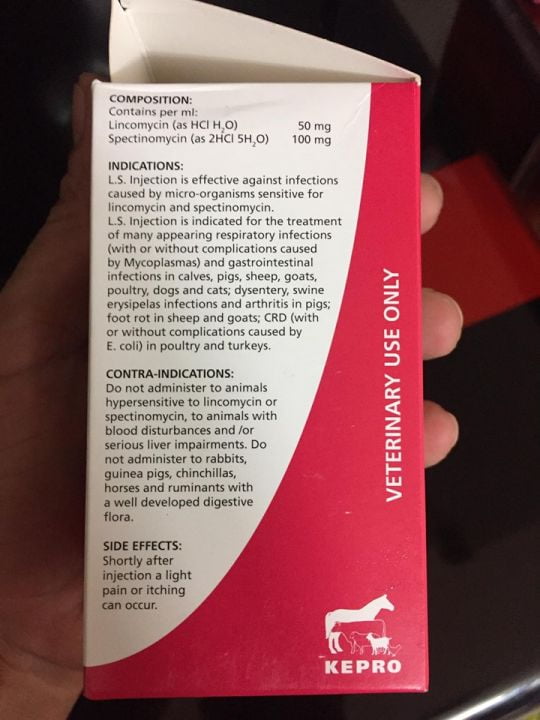 COMPOSITION:
Contains per ml:
Lincomycin (as HCl H₂O) 50 mg
Spectinomycin (as 2HCl 5H₂O) 100 mg
INDICATIONS:
L.S. Injection is effective against infections
caused by micro-organisms sensitive for
lincomycin and spectinomycin.
L.S. Injection is indicated for the treatment
of many appearing respiratory infections
(with or without complications caused
by Mycoplasmas) and gastrointestinal
infections in calves, pigs, sheep, goats,
poultry, dogs and cats; dysentery, swine
erysipelas infections and arthritis in pigs;
foot rot in sheep and goats; CRD (with
or without complications caused by
E. coli) in poultry and turkeys.
CONTRA-INDICATIONS:
Do not administer to animals
hypersensitive to lincomycin or
spectinomycin, to animals with
blood disturbances and /or
serious liver impairments. Do
not administer to rabbits,
guinea pigs, chinchillas,
horses and ruminants with
a well developed digestive
flora.
SIDE EFFECTS:
Shortly after
injection a light
pain or itching
can occur.
VETERINARY USE ONLY
KEPRO